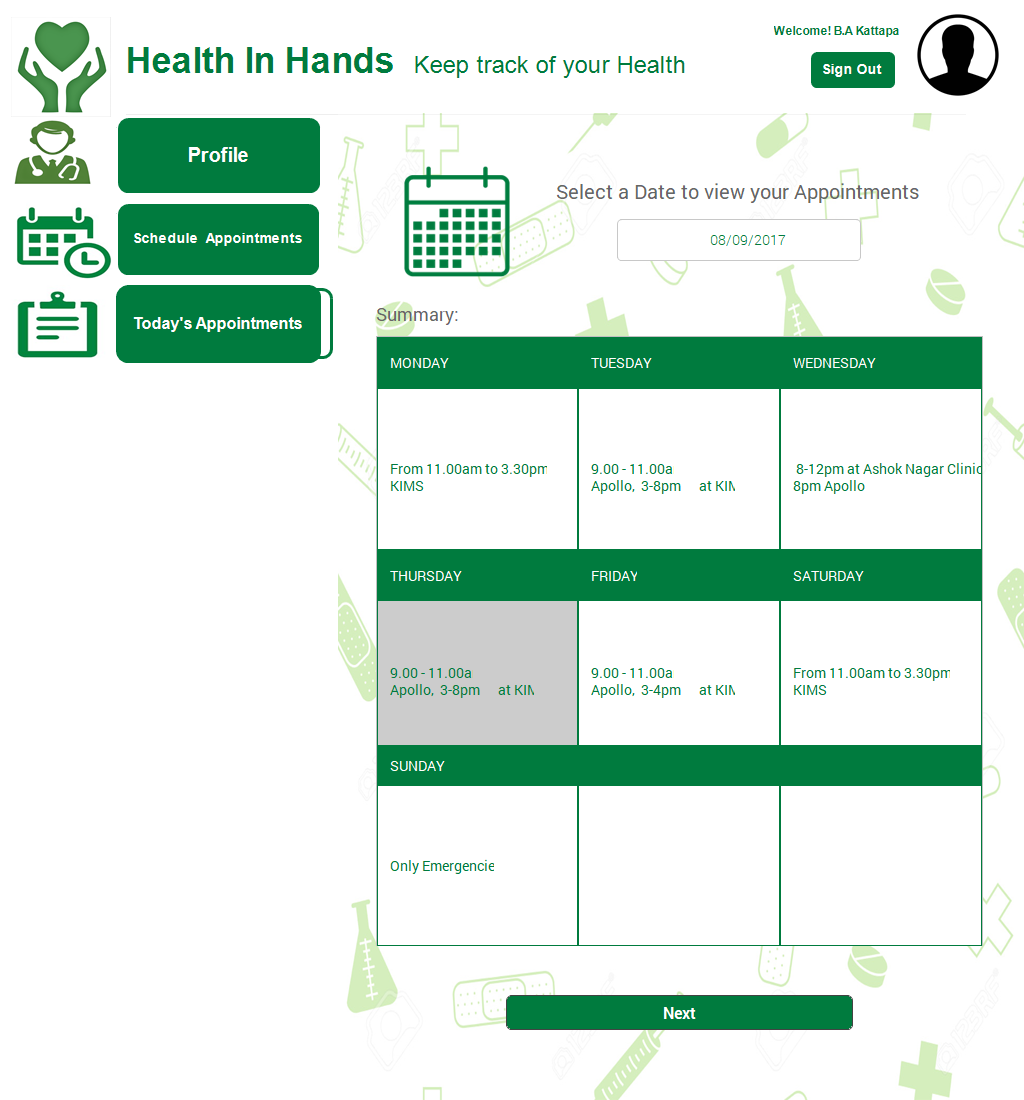 Welcome! B.A Kattapa
Health In Hands Keep track of your Health
Sign Out
Profile
Schedule Appointments
Today's Appointments
Select a Date to view your Appointments
08/09/2017
Summary:
MONDAY TUESDAY WEDNESDAY
From 11.00am to 3.30pm 9.00 - 11.00a 8-12pm at Ashok Nagar Clinic
KIMS Apollo, 3-8pm at KIM 8pm Apollo
THURSDAY FRIDAY SATURDAY
9.00 - 11.00a 9.00 - 11.00a From 11.00am to 3.30pm
Apollo, 3-8pm at KIM Apollo, 3-4pm at KIM KIMS
SUNDAY
Only Emergencie
Next
123RF